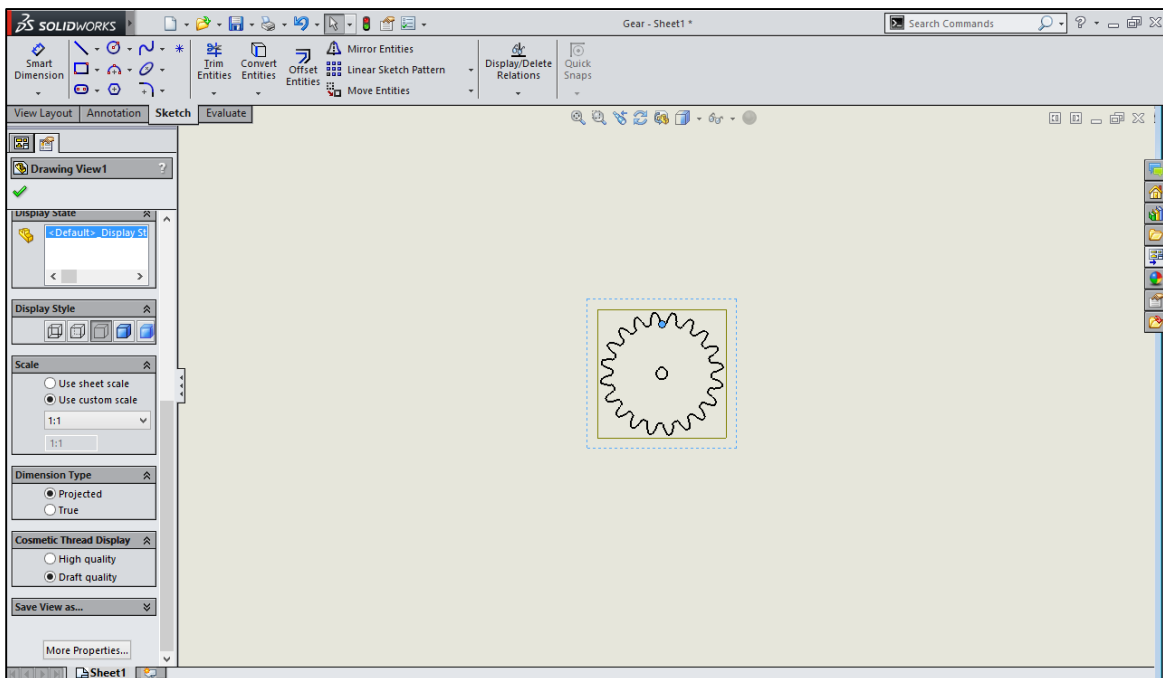 SOLIDWORKS
Gear - Sheet1 *
Search Commands
?
Smart Dimension
Trim Entities
Convert Entities
Offset Entities
Mirror Entities
Linear Sketch Pattern
Move Entities
Display/Delete Relations
Quick Snaps
View Layout Annotation Sketch Evaluate
Drawing View1 ?
Display State
<Default>_Display St
Display Style
Scale
Use sheet scale
Use custom scale
1:1
1:1
Dimension Type
Projected
True
Cosmetic Thread Display
High quality
Draft quality
Save View as...
More Properties...
Sheet1